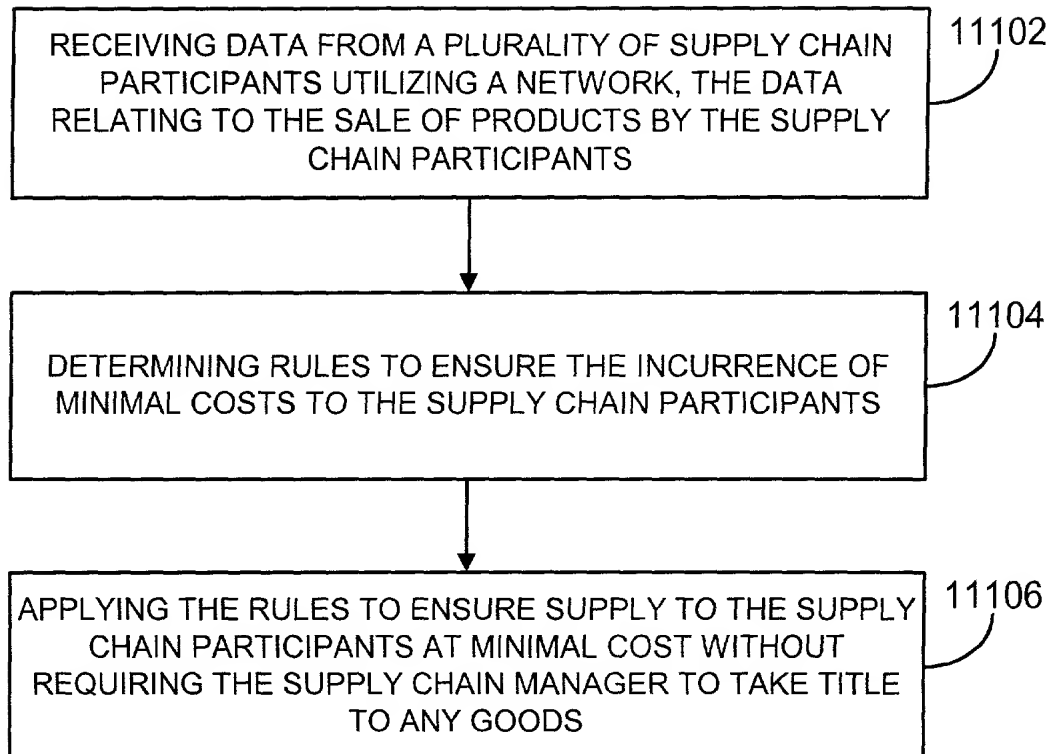 RECEIVING DATA FROM A PLURALITY OF SUPPLY CHAIN
PARTICIPANTS UTILIZING A NETWORK, THE DATA
RELATING TO THE SALE OF PRODUCTS BY THE SUPPLY
CHAIN PARTICIPANTS
11102
DETERMINING RULES TO ENSURE THE INCURRENCE OF
MINIMAL COSTS TO THE SUPPLY CHAIN PARTICIPANTS
11104
APPLYING THE RULES TO ENSURE SUPPLY TO THE SUPPLY
CHAIN PARTICIPANTS AT MINIMAL COST WITHOUT
REQUIRING THE SUPPLY CHAIN MANAGER TO TAKE TITLE
TO ANY GOODS
11106